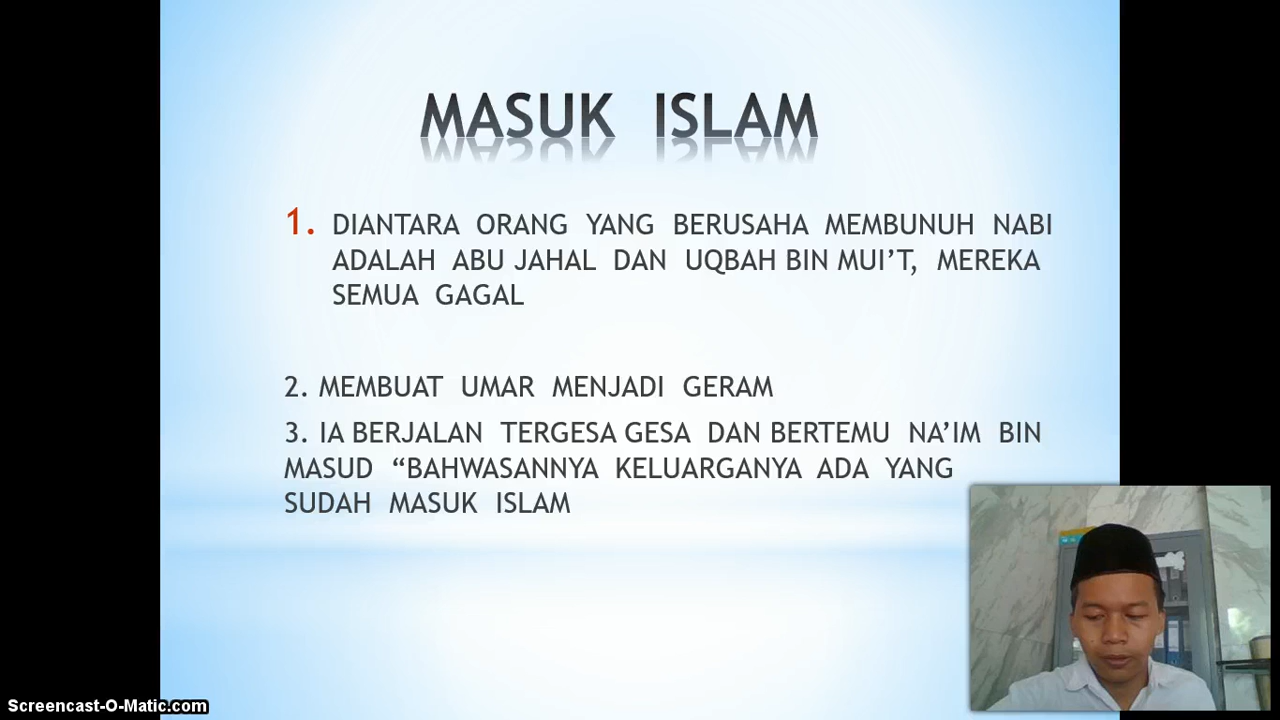 MASUK ISLAM
1. DIANTARA ORANG YANG BERUSAHA MEMBUNUH NABI
ADALAH ABU JAHAL DAN UQBAH BIN MUI’T, MEREKA
SEMUA GAGAL
2. MEMBUAT UMAR MENJADI GERAM
3. IA BERJALAN TERGESA GESA DAN BERTEMU NA’IM BIN
MASUD “BAHWASANNYA KELUARGANYA ADA YANG
SUDAH MASUK ISLAM
Screencast-O-Matic.com